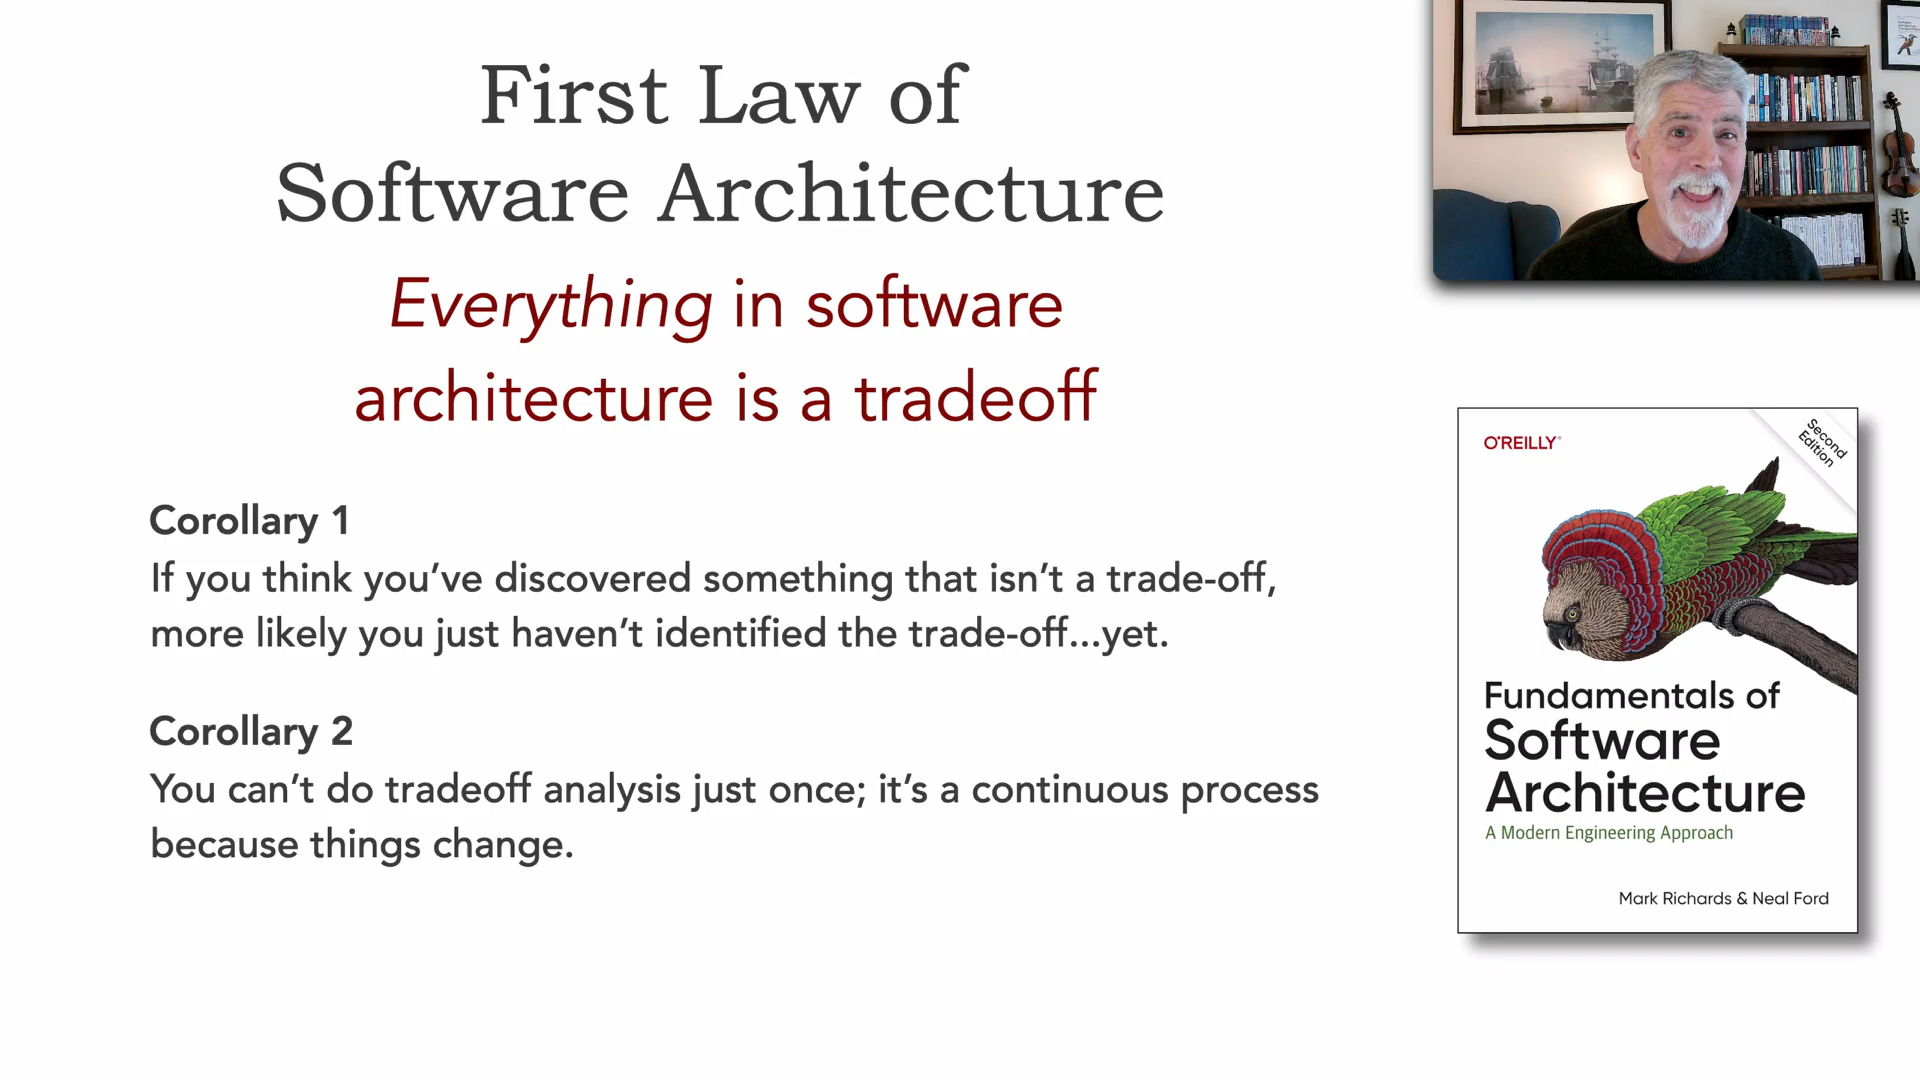 First Law of
Software Architecture
Everything in software
architecture is a tradeoff
Corollary 1
If you think you’ve discovered something that isn’t a trade-off,
more likely you just haven’t identified the trade-off...yet.
Corollary 2
You can’t do tradeoff analysis just once; it’s a continuous process
because things change.
O'REILLY®
Second
Edition
Fundamentals of
Software
Architecture
A Modern Engineering Approach
Mark Richards & Neal Ford